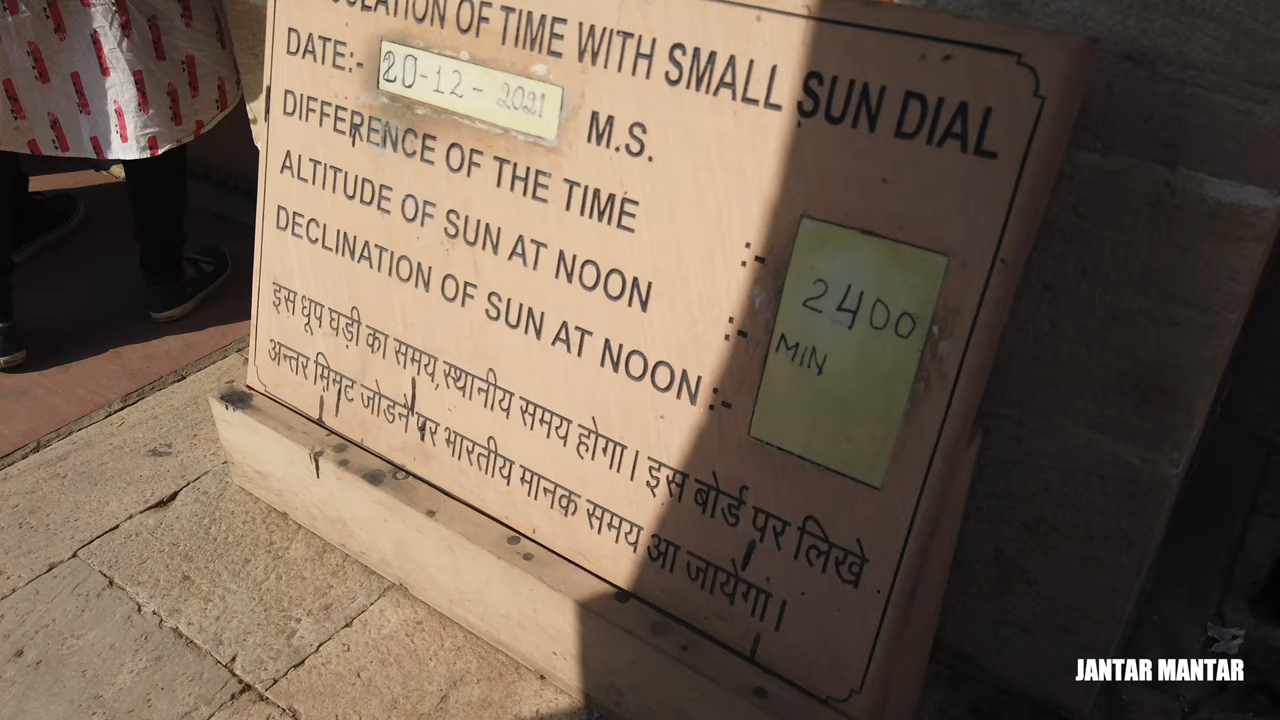 OF TIME WITH SMALL SUN DIAL
DATE:- 20-12-2021 M.S.
DIFFERENCE OF THE TIME :- 2400 MIN
ALTITUDE OF SUN AT NOON :-
DECLINATION OF SUN AT NOON :-
इस धूप घड़ी का समय, स्थानीय समय होगा। इस बोर्ड पर लिखे
अन्तर मिनट जोडने पर भारतीय मानक समय आ जायेगा।
JANTAR MANTAR